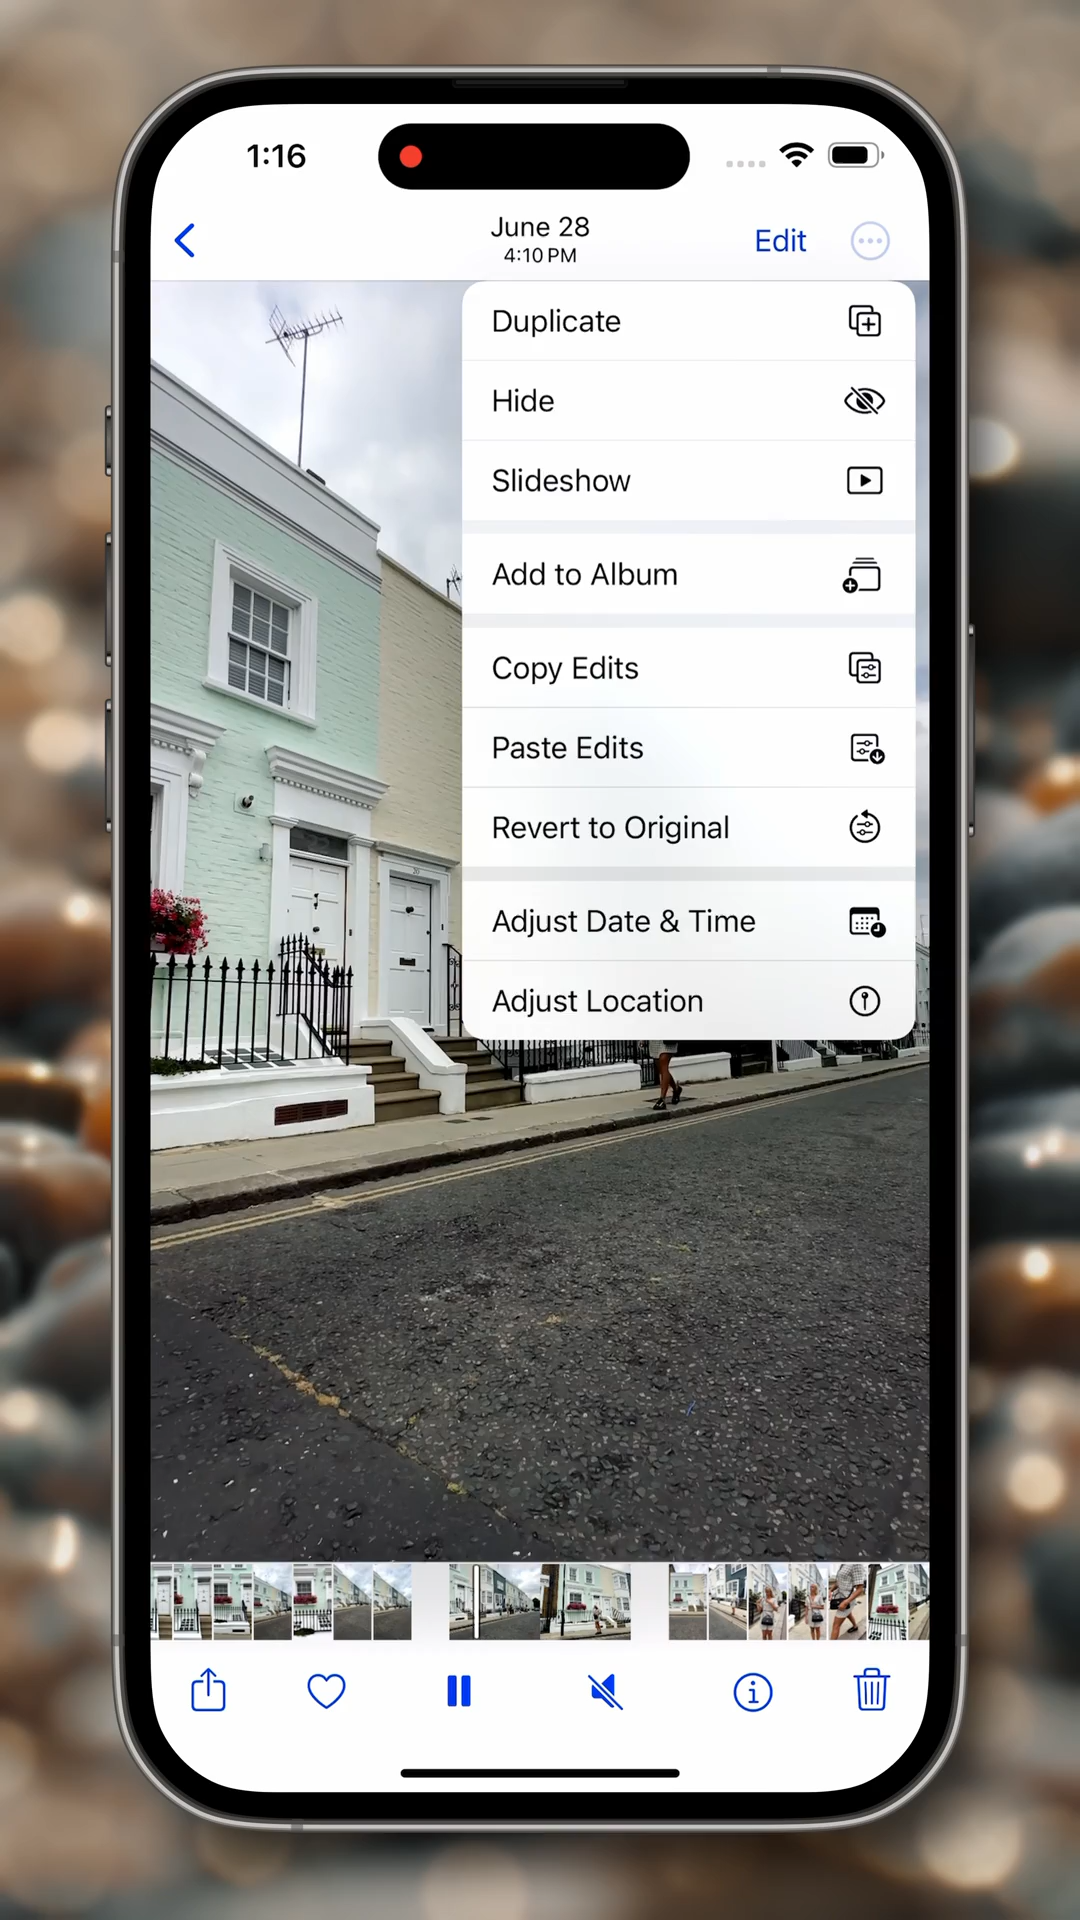 1:16
June 28
4:10 PM
Edit
Duplicate
Hide
Slideshow
Add to Album
Copy Edits
Paste Edits
Revert to Original
Adjust Date & Time
Adjust Location
20